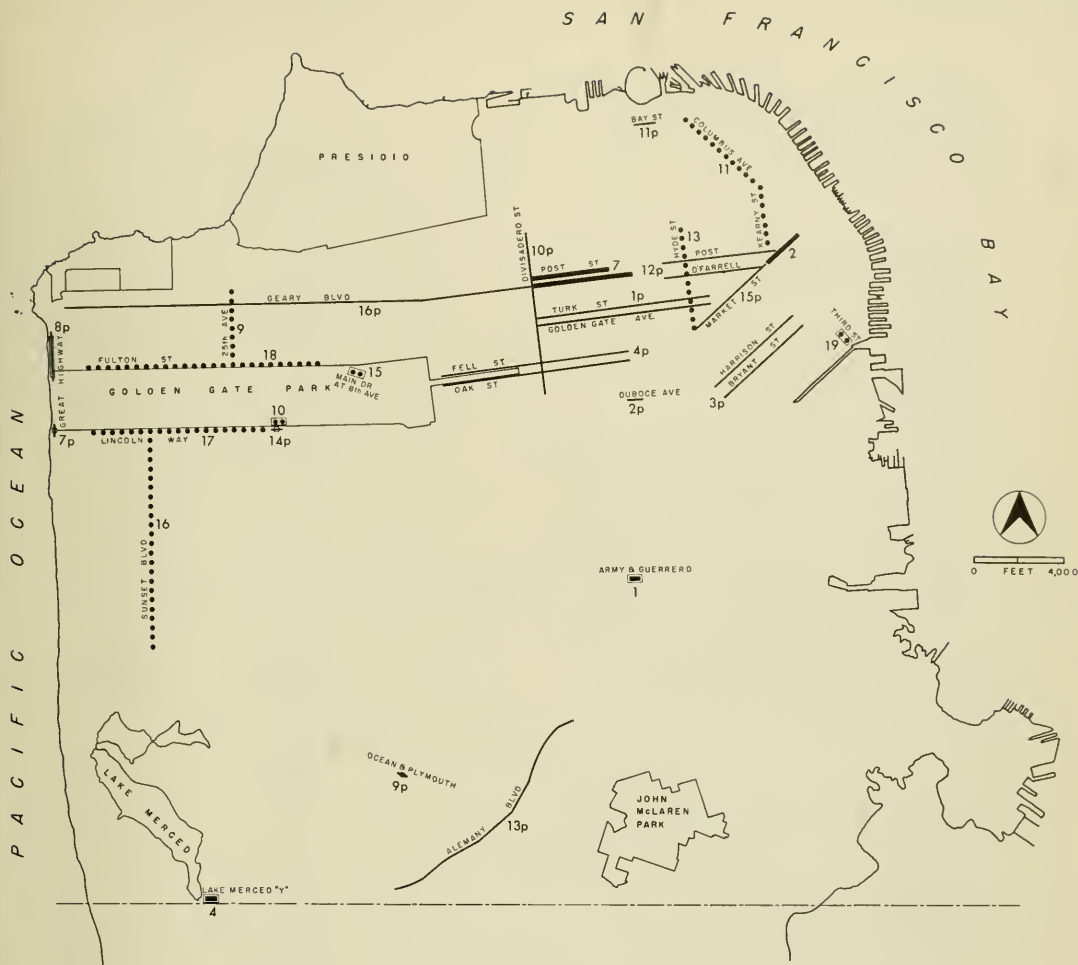 SAN FRANCISCO BAY
PRESIDIO
BAY ST
11p
COLUMBUS AVE
11
KEARNY ST
DIVISADERO ST
10p
HYDE ST
13
POST
2
POST ST
7
12p
O'FARRELL
GEARY BLVD
16p
TURK ST
1p
GOLDEN GATE AVE.
MARKET ST
15p
8p
GREAT HIGHWAY
25th AVE
9
FULTON ST
18
15
MAIN DR
AT 8th AVE
GOLDEN GATE PARK
FELL ST
4p
OAK ST
HARRISON ST
BRYANT ST
3p
THIRD ST
19
DUBOCE AVE
2p
10
7p
LINCOLN WAY
17
14p
PACIFIC OCEAN
16
SUNSET BLVD
0 FEET 4,000
ARMY & GUERRERO
1
OCEAN & PLYMOUTH
9p
LAKE MERCED
ALEMANY BLVD
13p
JOHN
McLAREN
PARK
LAKE MERCED "Y"
4